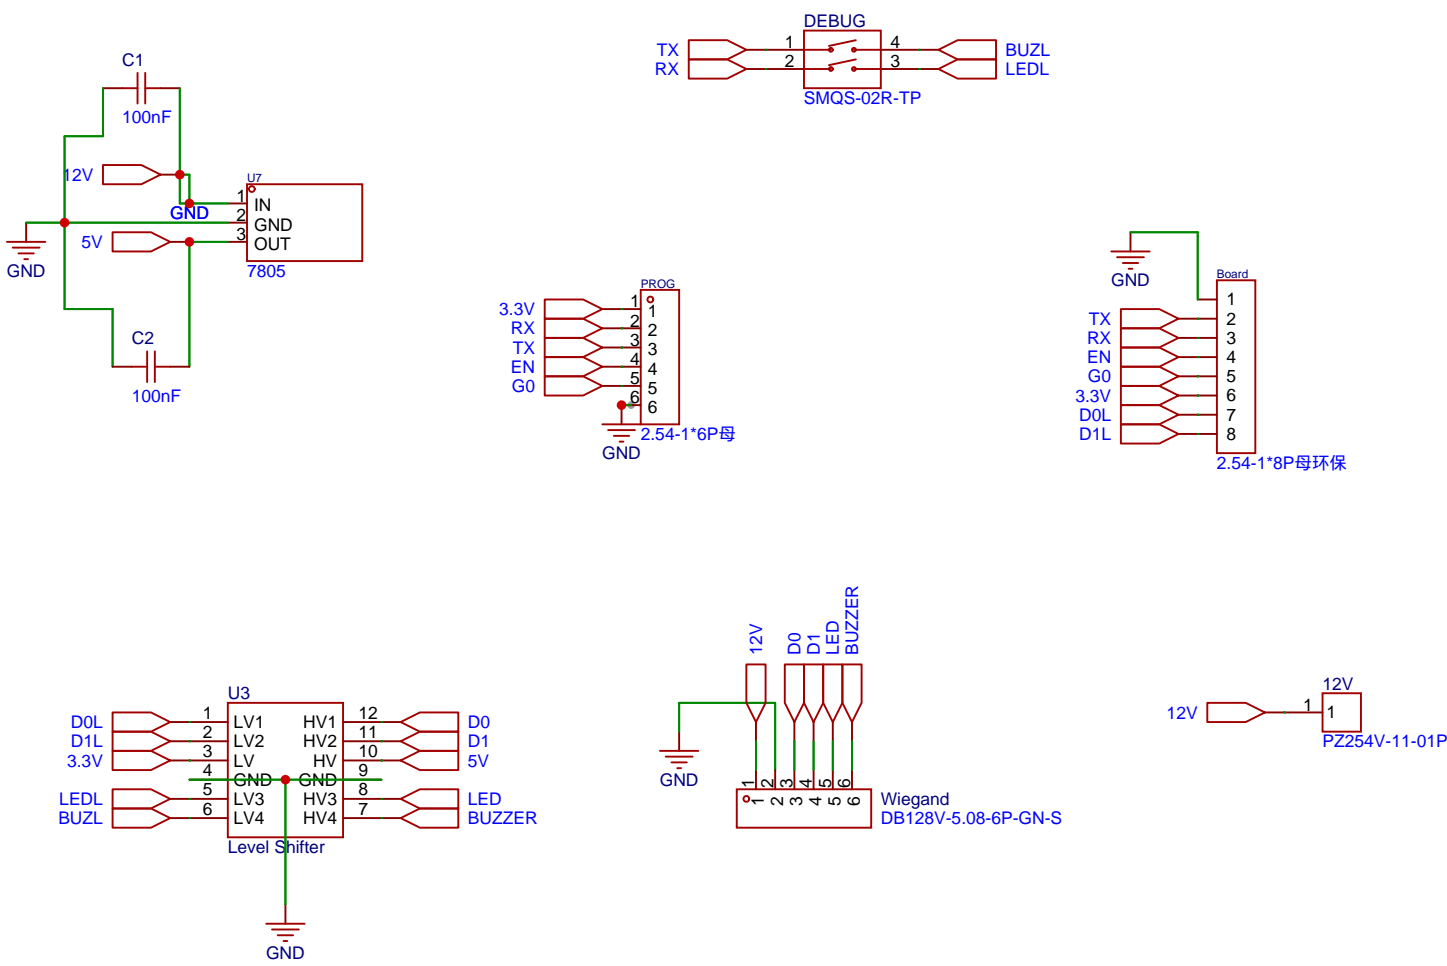 DEBUG
TX 1 4 BUZL
RX 2 3 LEDL
SMQS-02R-TP
C1
100nF
12V
U7
1 IN
GND
2 GND
5V 3 OUT
GND
7805
C2
100nF
PROG
3.3V 1 1
RX 2 2
TX 3 3
EN 4 4
G0 5 5
6 6
GND
2.54-1*6P母
GND
Board
1
TX 2
RX 3
EN 4
G0 5
3.3V 6
D0L 7
D1L 8
2.54-1*8P母环保
U3
D0L 1 LV1 HV1 12 D0
D1L 2 LV2 HV2 11 D1
3.3V 3 LV HV 10 5V
4 GND GND 9
LEDL 5 LV3 HV3 8 LED
BUZL 6 LV4 HV4 7 BUZZER
Level Shifter
GND
12V D0 D1 LED BUZZER
GND
1 2 3 4 5 6
1 2 3 4 5 6
Wiegand
DB128V-5.08-6P-GN-S
12V
12V 1 1
PZ254V-11-01P